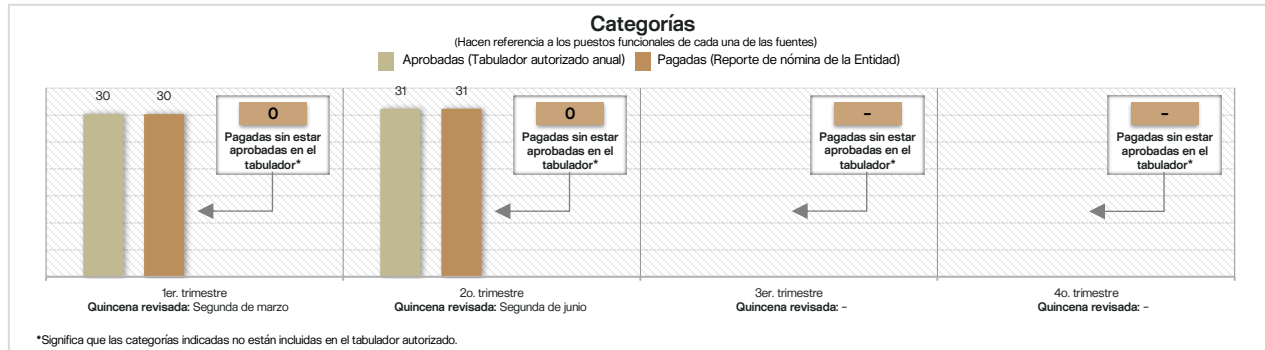 Categorías
(Hacen referencia a los puestos funcionales de cada una de las fuentes)
Aprobadas (Tabulador autorizado anual) Pagadas (Reporte de nómina de la Entidad)
30 30
0
Pagadas sin estar
aprobadas en el
tabulador*
31 31
0
Pagadas sin estar
aprobadas en el
tabulador*
–
Pagadas sin estar
aprobadas en el
tabulador*
–
Pagadas sin estar
aprobadas en el
tabulador*
1er. trimestre
Quincena revisada: Segunda de marzo
2o. trimestre
Quincena revisada: Segunda de junio
3er. trimestre
Quincena revisada: –
4o. trimestre
Quincena revisada: –
*Significa que las categorías indicadas no están incluidas en el tabulador autorizado.